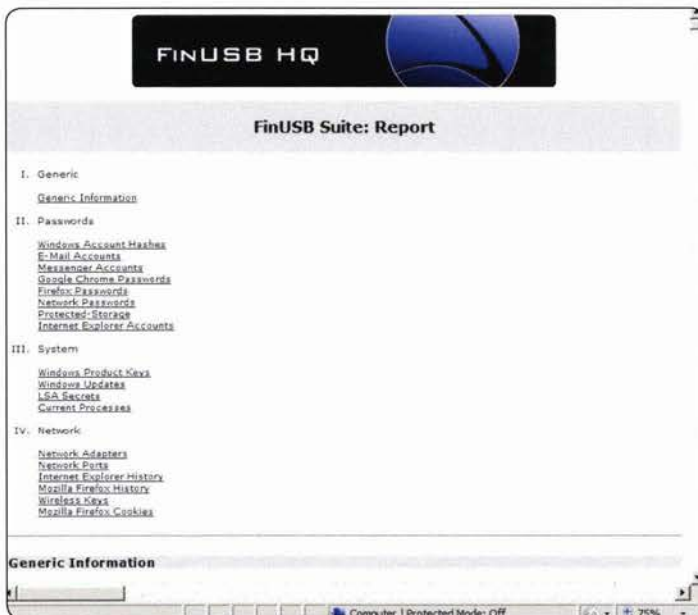 FINUSB HQ
FinUSB Suite: Report
I. Generic
Generic Information
II. Passwords
Windows Account Hashes
E-Mail Accounts
Messenger Accounts
Google Chrome Passwords
Firefox Passwords
Network Passwords
Protected-Storage
Internet Explorer Accounts
III. System
Windows Product Keys
Windows Updates
LSA Secrets
Current Processes
IV. Network
Network Adapters
Network Ports
Internet Explorer History
Mozilla Firefox History
Wireless Keys
Mozilla Firefox Cookies
Generic Information
Computer | Protected Mode: Off
75%